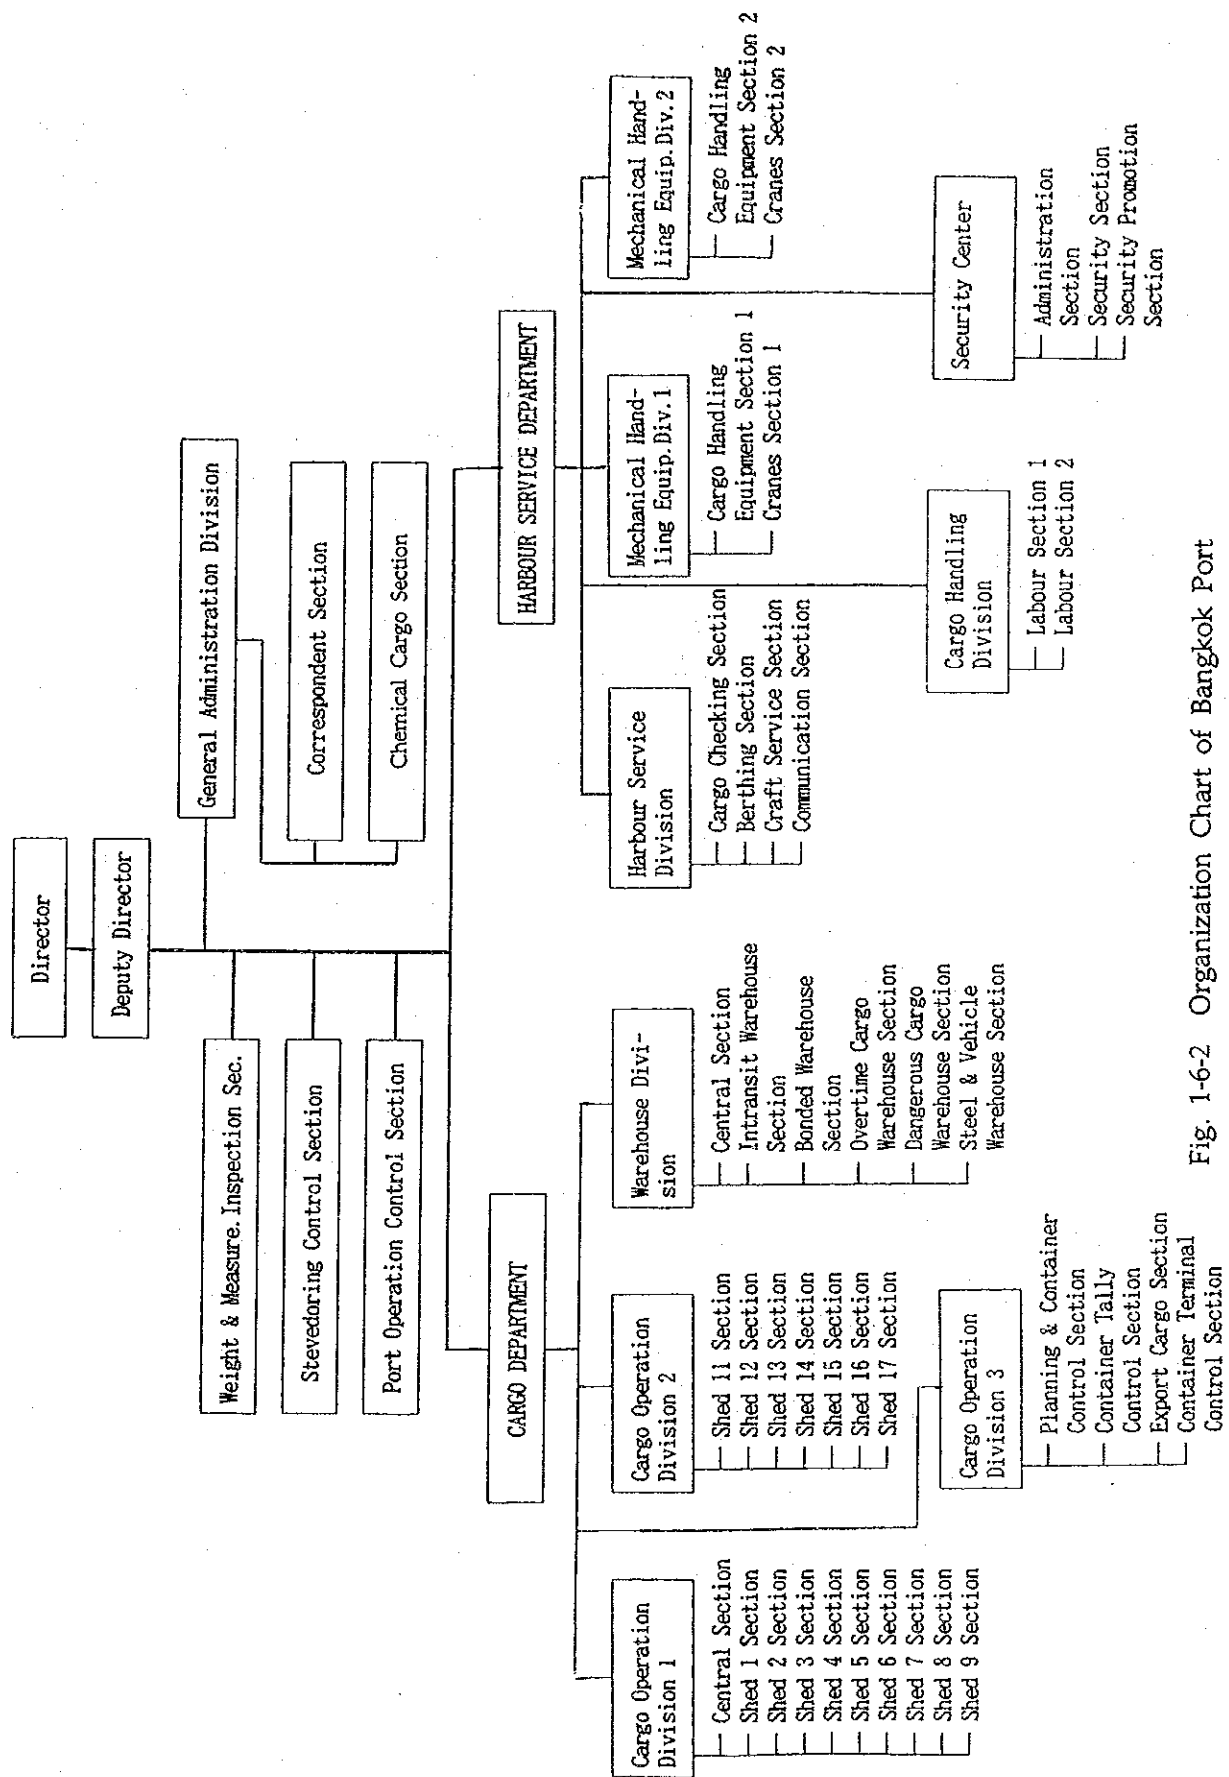 Director
Deputy Director
General Administration Division
Weight & Measure. Inspection Sec.
Correspondent Section
Stevedoring Control Section
Chemical Cargo Section
Port Operation Control Section
CARGO DEPARTMENT
HARBOUR SERVICE DEPARTMENT
Cargo Operation
Division 1
Central Section
Shed 1 Section
Shed 2 Section
Shed 3 Section
Shed 4 Section
Shed 5 Section
Shed 6 Section
Shed 7 Section
Shed 8 Section
Shed 9 Section
Cargo Operation
Division 2
Shed 11 Section
Shed 12 Section
Shed 13 Section
Shed 14 Section
Shed 15 Section
Shed 16 Section
Shed 17 Section
Warehouse Divi-
sion
Central Section
Intransit Warehouse
Section
Bonded Warehouse
Section
Overtime Cargo
Warehouse Section
Dangerous Cargo
Warehouse Section
Steel & Vehicle
Warehouse Section
Harbour Service
Division
Cargo Checking Section
Berthing Section
Craft Service Section
Communication Section
Mechanical Hand-
ling Equip.Div.1
Cargo Handling
Equipment Section 1
Cranes Section 1
Mechanical Hand-
ling Equip.Div.2
Cargo Handling
Equipment Section 2
Cranes Section 2
Cargo Operation
Division 3
Planning & Container
Control Section
Container Tally
Control Section
Export Cargo Section
Container Terminal
Control Section
Cargo Handling
Division
Labour Section 1
Labour Section 2
Security Center
Administration
Section
Security Section
Security Promotion
Section
Fig. 1-6-2 Organization Chart of Bangkok Port